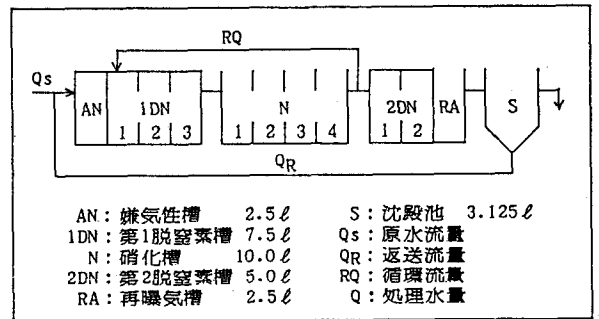 RQ
Qs
AN 1DN N 2DN RA S
1 2 3 1 2 3 4 1 2
QR
AN：嫌気性槽 2.5ℓ S：沈殿池 3.125ℓ
1DN：第1脱窒素槽 7.5ℓ Qs：原水流量
N：硝化槽 10.0ℓ QR：返送流量
2DN：第2脱窒素槽 5.0ℓ RQ：循環流量
RA：再曝気槽 2.5ℓ Q：処理水量